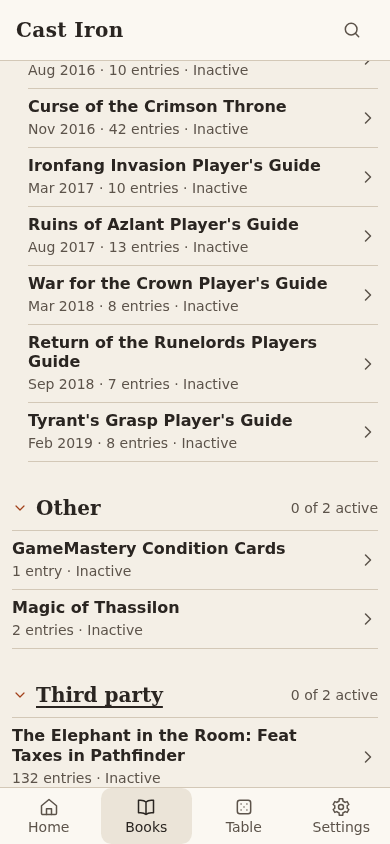 Cast Iron
Aug 2016 · 10 entries · Inactive
Curse of the Crimson Throne
Nov 2016 · 42 entries · Inactive
Ironfang Invasion Player's Guide
Mar 2017 · 10 entries · Inactive
Ruins of Azlant Player's Guide
Aug 2017 · 13 entries · Inactive
War for the Crown Player's Guide
Mar 2018 · 8 entries · Inactive
Return of the Runelords Players
Guide
Sep 2018 · 7 entries · Inactive
Tyrant's Grasp Player's Guide
Feb 2019 · 8 entries · Inactive
Other
0 of 2 active
GameMastery Condition Cards
1 entry · Inactive
Magic of Thassilon
2 entries · Inactive
Third party
0 of 2 active
The Elephant in the Room: Feat
Taxes in Pathfinder
132 entries · Inactive
Home
Books
Table
Settings